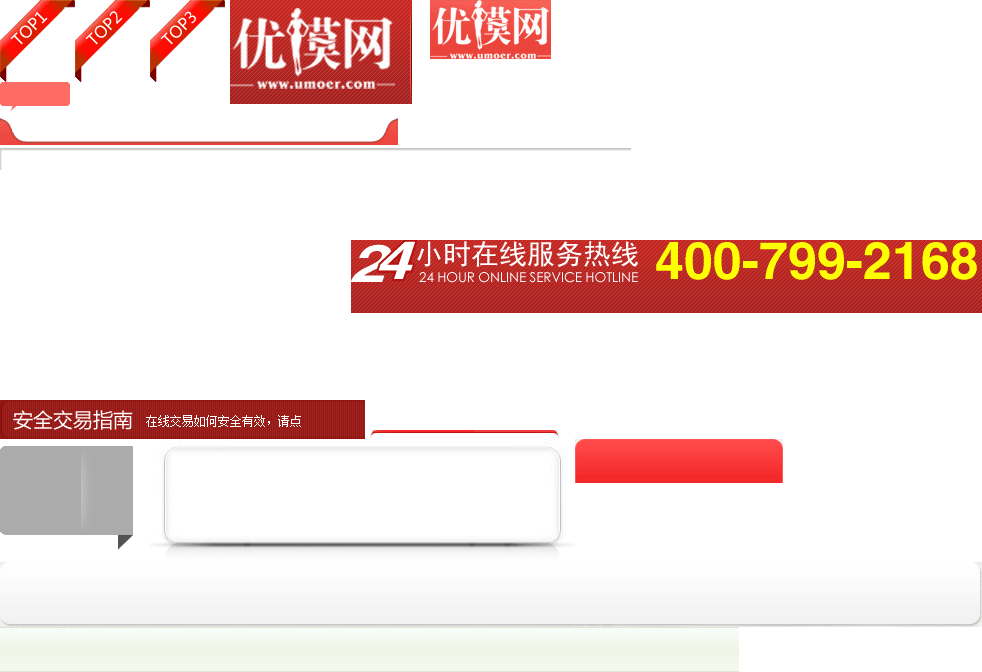 TOP1
TOP2
TOP3
优模网
www.umoer.com
优模网
www.umoer.com
24小时在线服务热线 400-799-2168
24 HOUR ONLINE SERVICE HOTLINE
安全交易指南 在线交易如何安全有效，请点